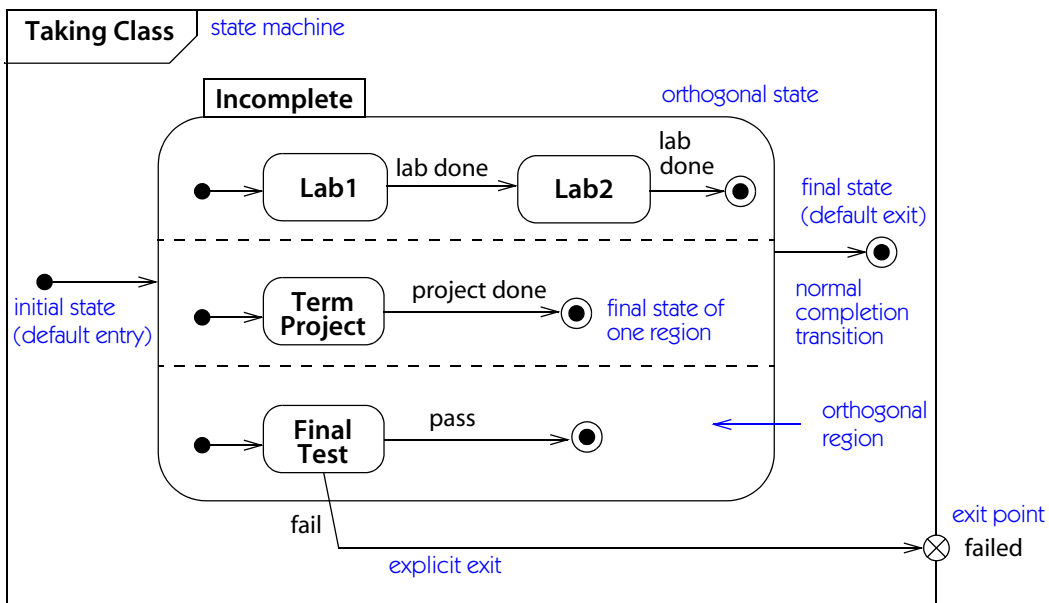 Taking Class
state machine
Incomplete
orthogonal state
Lab1
lab done
Lab2
lab
done
final state
(default exit)
initial state
(default entry)
Term
Project
project done
final state of
one region
normal
completion
transition
Final
Test
pass
orthogonal
region
fail
explicit exit
exit point
failed